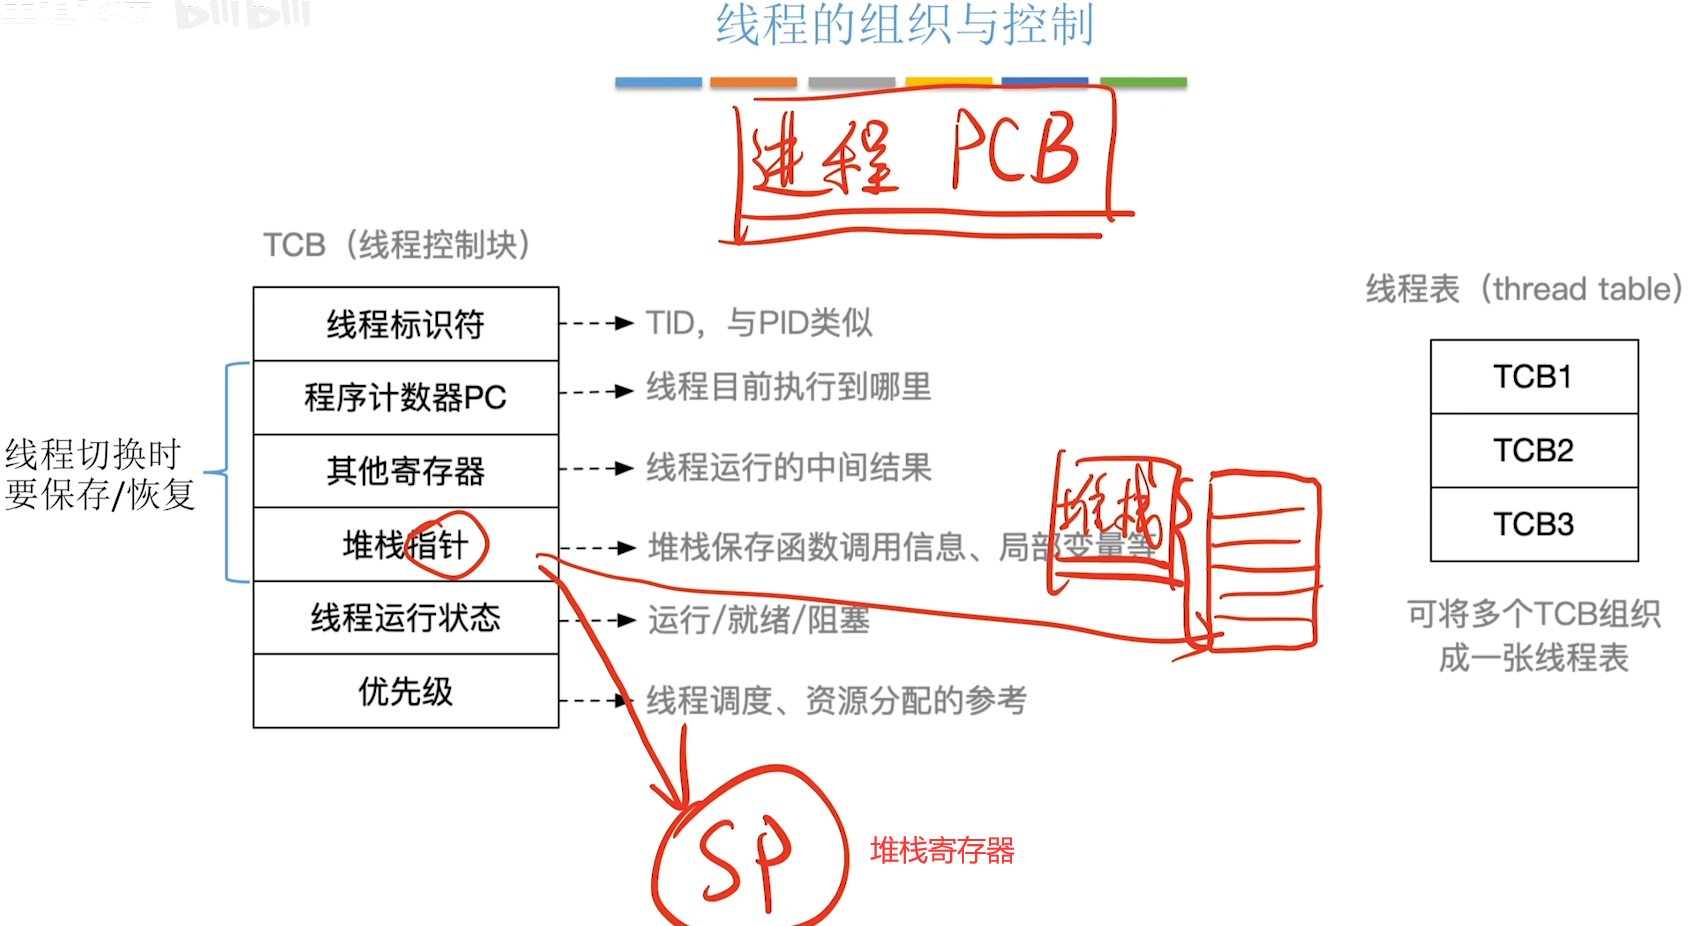 bilibili
线程的组织与控制
进程 PCB
TCB（线程控制块）
线程标识符
TID，与PID类似
程序计数器PC
线程目前执行到哪里
其他寄存器
线程运行的中间结果
堆栈指针
堆栈保存函数调用信息、局部变量等
堆栈
线程运行状态
运行/就绪/阻塞
优先级
线程调度、资源分配的参考
线程切换时
要保存/恢复
SP
堆栈寄存器
线程表（thread table）
TCB1
TCB2
TCB3
可将多个TCB组织
成一张线程表